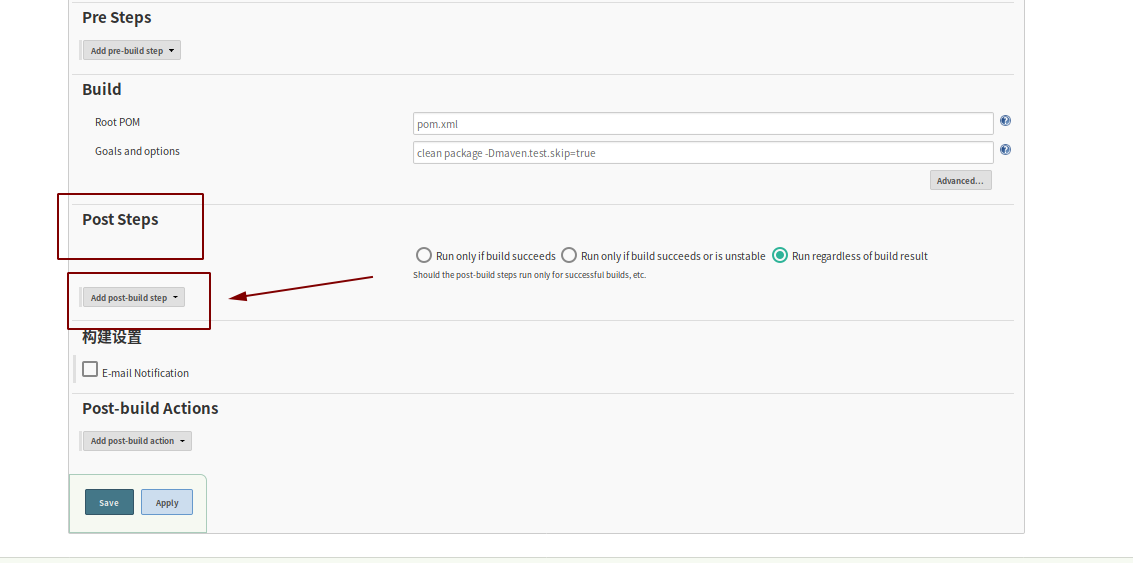 Pre Steps
Add pre-build step
Build
Root POM
pom.xml
Goals and options
clean package -Dmaven.test.skip=true
Advanced...
Post Steps
Run only if build succeeds Run only if build succeeds or is unstable Run regardless of build result
Should the post-build steps run only for successful builds, etc.
Add post-build step
构建设置
E-mail Notification
Post-build Actions
Add post-build action
Save Apply